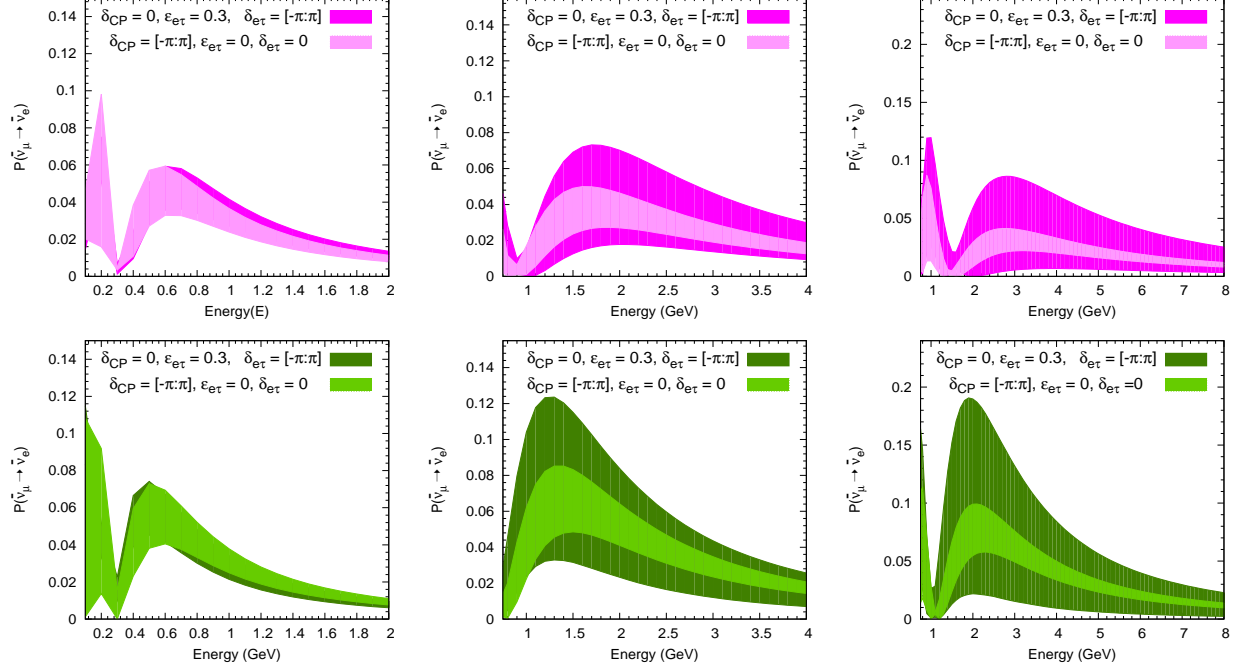 δCP = 0, εeτ = 0.3, δeτ = [-π:π]
δCP = [-π:π], εeτ = 0, δeτ = 0
P(ν̄μ → ν̄e)
0 0.02 0.04 0.06 0.08 0.1 0.12 0.14
0.2 0.4 0.6 0.8 1 1.2 1.4 1.6 1.8 2
Energy(E)
δCP = 0, εeτ = 0.3, δeτ = [-π:π]
δCP = [-π:π], εeτ = 0, δeτ = 0
P(ν̄μ → ν̄e)
0 0.02 0.04 0.06 0.08 0.1 0.12 0.14
1 1.5 2 2.5 3 3.5 4
Energy (GeV)
δCP = 0, εeτ = 0.3, δeτ = [-π:π]
δCP = [-π:π], εeτ = 0, δeτ = 0
P(ν̄μ → ν̄e)
0 0.05 0.1 0.15 0.2
1 2 3 4 5 6 7 8
Energy (GeV)
δCP = 0, εeτ = 0.3, δeτ = [-π:π]
δCP = [-π:π], εeτ = 0, δeτ = 0
P(ν̄μ → ν̄e)
0 0.02 0.04 0.06 0.08 0.1 0.12 0.14
0.2 0.4 0.6 0.8 1 1.2 1.4 1.6 1.8 2
Energy (GeV)
δCP = 0, εeτ = 0.3, δeτ = [-π:π]
δCP = [-π:π], εeτ = 0, δeτ = 0
P(ν̄μ → ν̄e)
0 0.02 0.04 0.06 0.08 0.1 0.12 0.14
1 1.5 2 2.5 3 3.5 4
Energy (GeV)
δCP = 0, εeτ = 0.3, δeτ = [-π:π]
δCP = [-π:π], εeτ = 0, δeτ =0
P(ν̄μ → ν̄e)
0 0.05 0.1 0.15 0.2
1 2 3 4 5 6 7 8
Energy (GeV)